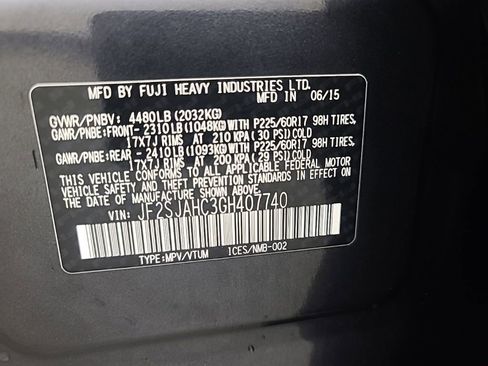 MFD BY FUJI HEAVY INDUSTRIES LTD.
MFD IN 06/15
GVWR/PNBV: 4480LB(2032KG)
GAWR/PNBE:FRONT-2310LB(1048KG)WITH P225/60R17 98H TIRES,
17X7J RIMS AT 210 KPA(30 PSI)COLD
GAWR/PNBE:REAR -2410LB(1093KG)WITH P225/60R17 98H TIRES,
17X7J RIMS AT 200 KPA(29 PSI)COLD
THIS VEHICLE CONFORMS TO ALL APPLICABLE FEDERAL MOTOR
VEHICLE SAFETY AND THEFT PREVENTION STANDARDS IN EFFECT ON
THE DATE OF MANUFACTURE SHOWN ABOVE.
VIN: JF2SJAHC3GH407740
TYPE:MPV/VTUM ICES/NMB-002